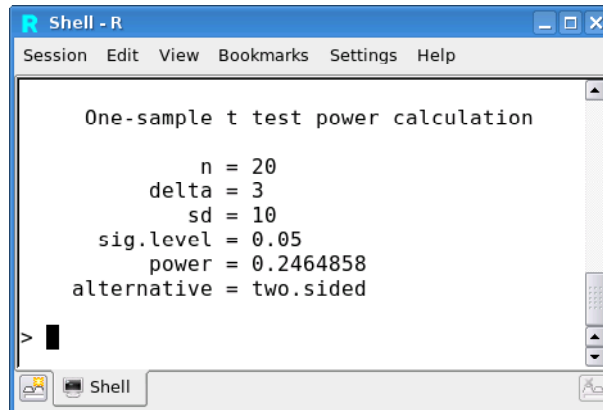 Shell - R
Session Edit View Bookmarks Settings Help
One-sample t test power calculation
n = 20
delta = 3
sd = 10
sig.level = 0.05
power = 0.2464858
alternative = two.sided
>
Shell